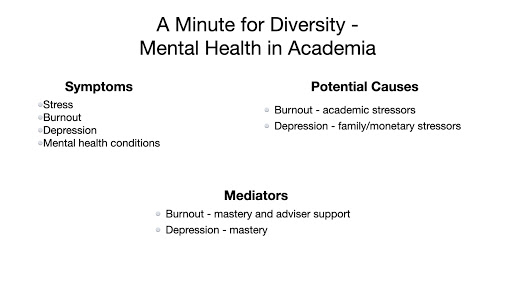 A Minute for Diversity -
Mental Health in Academia
Symptoms
Stress
Burnout
Depression
Mental health conditions
Potential Causes
Burnout - academic stressors
Depression - family/monetary stressors
Mediators
Burnout - mastery and adviser support
Depression - mastery